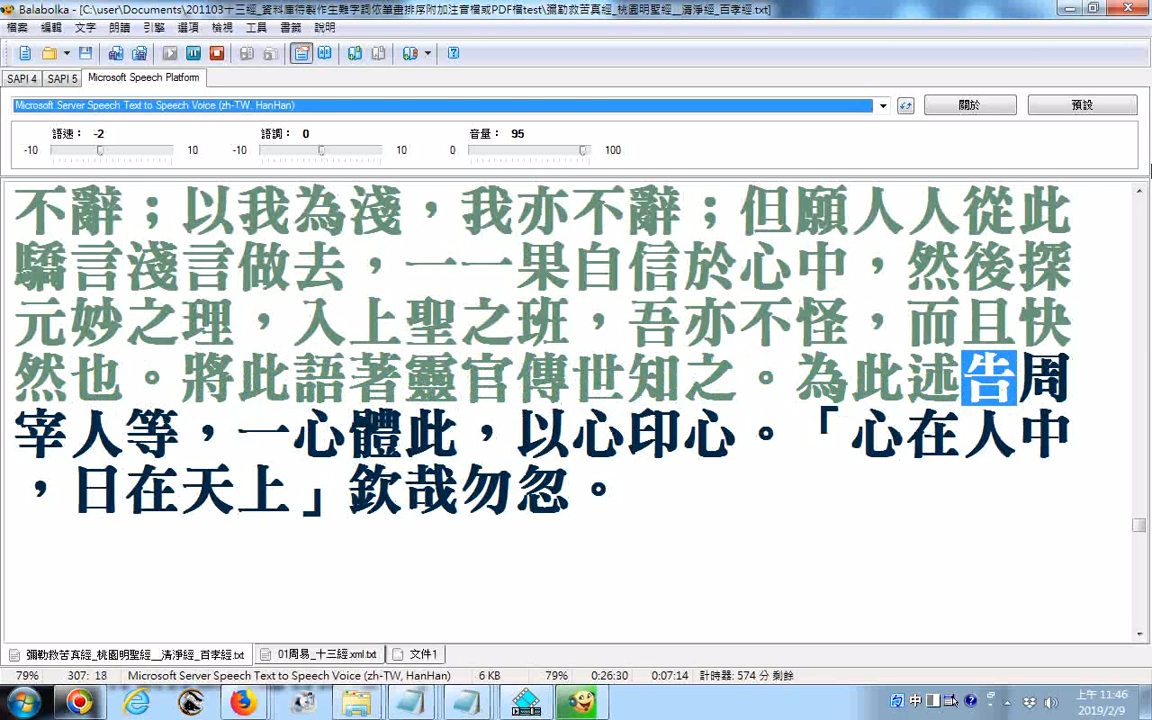 Balabolka - [C:\user\Documents\201103十三經_資料庫待製作生難字詞依筆畫排序附加注音檔或PDF檔test\彌勒救苦真經_桃園明聖經__清淨經_百孝經.txt]
檔案 編輯 文字 朗讀 引擎 選項 檢視 工具 書籤 說明
SAPI 4 SAPI 5 Microsoft Speech Platform
Microsoft Server Speech Text to Speech Voice (zh-TW, HanHan) 關於 預設
語速： -2 語調： 0 音量： 95
-10 10 -10 10 0 100
不辭；以我為淺，我亦不辭；但願人人從此
驕言淺言做去，一一果自信於心中，然後探
元妙之理，入上聖之班，吾亦不怪，而且快
然也。將此語著靈官傳世知之。為此述告周
宰人等，一心體此，以心印心。「心在人中
，日在天上」欽哉勿忽。
彌勒救苦真經_桃園明聖經__清淨經_百孝經.txt 01周易_十三經.xml.txt 文件1
79% 307: 18 Microsoft Server Speech Text to Speech Voice (zh-TW, HanHan) 6 KB 79% 0:26:30 0:07:14 計時器: 574 分 剩餘
中 上午 11:46
2019/2/9